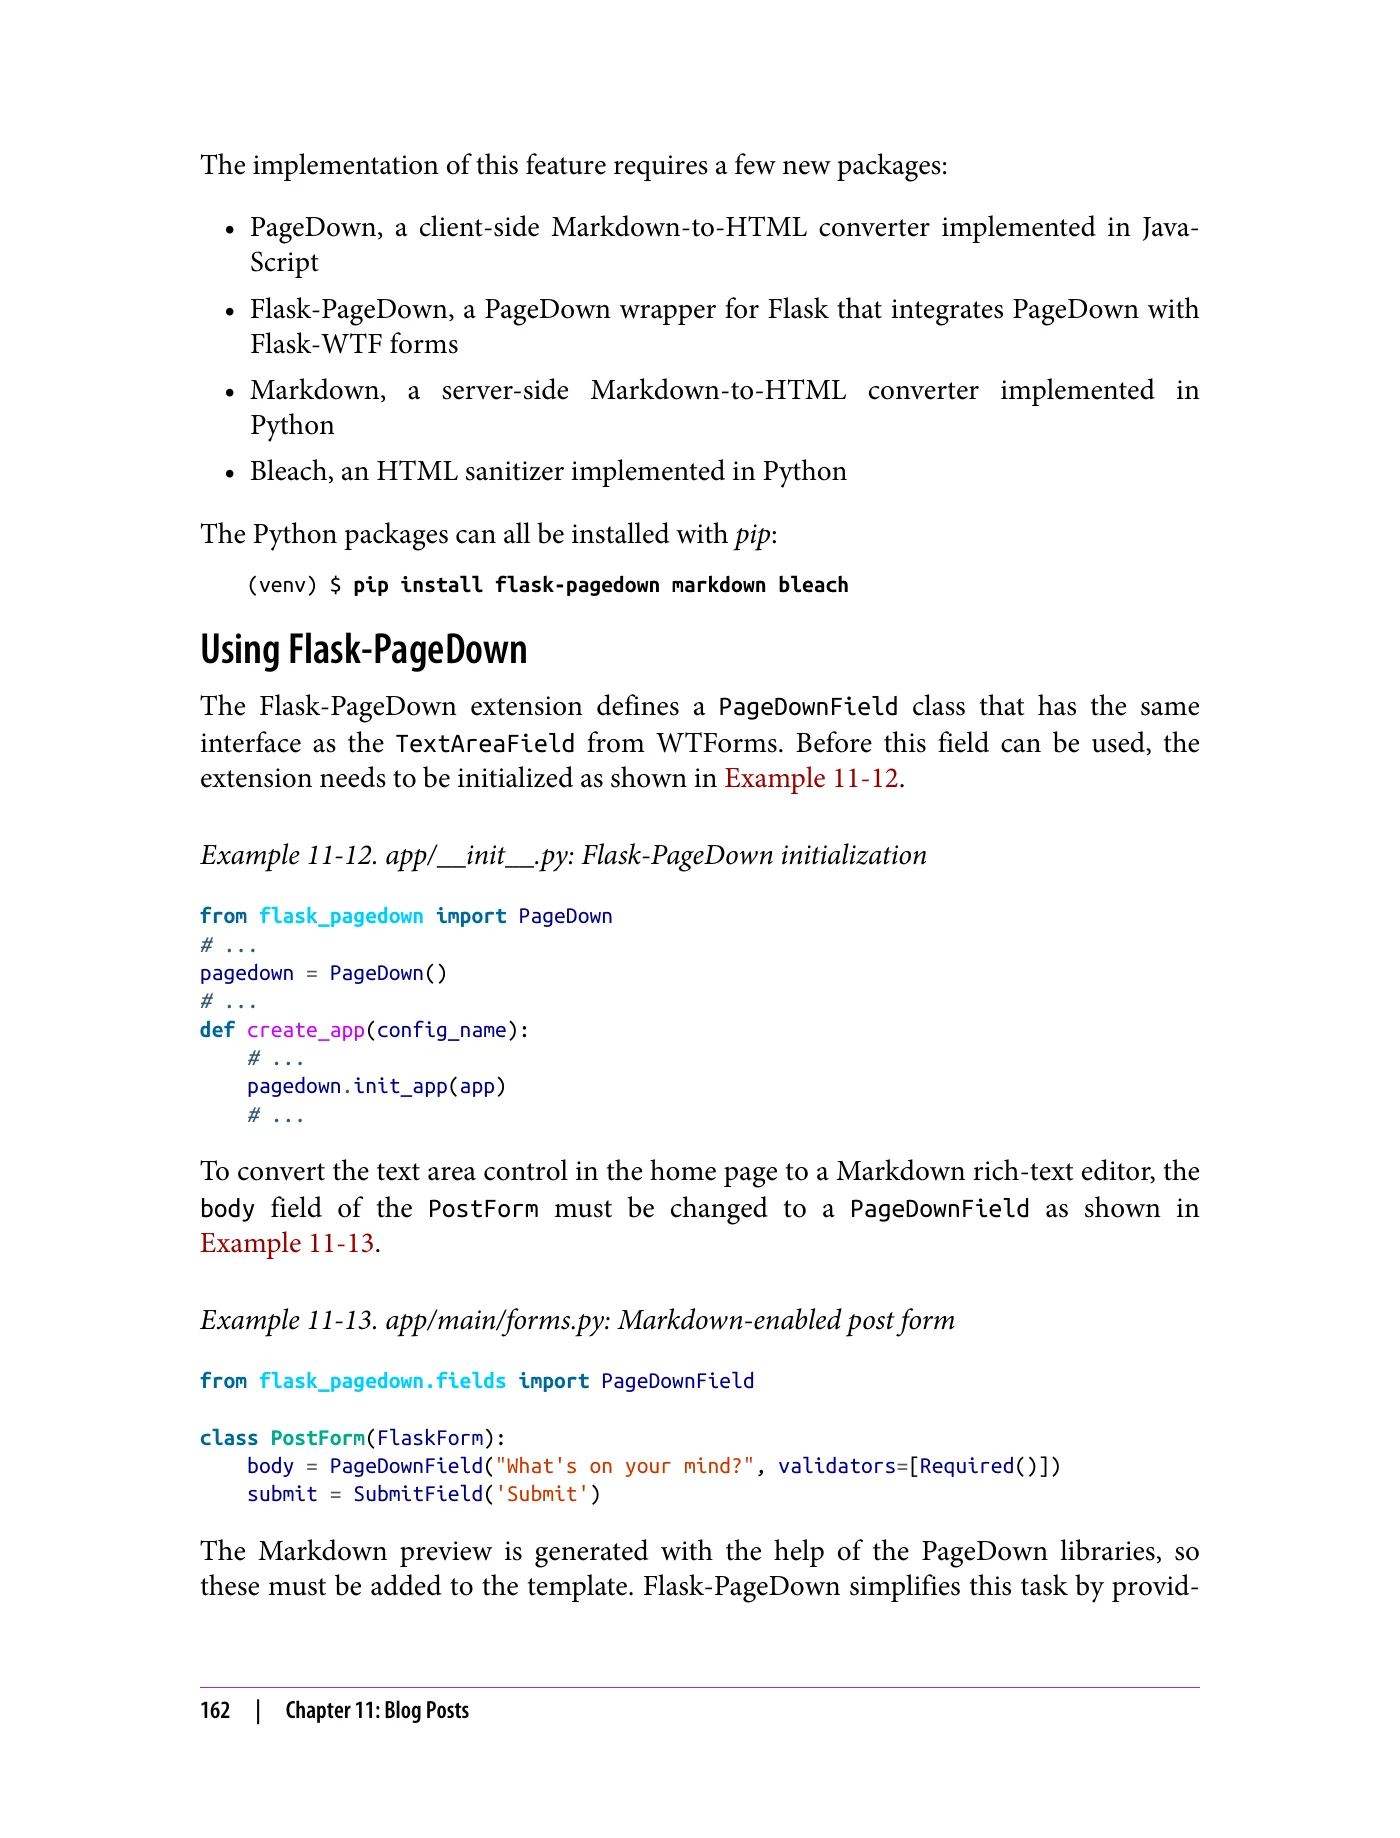 The implementation of this feature requires a few new packages:
• PageDown, a client-side Markdown-to-HTML converter implemented in Java-
Script
• Flask-PageDown, a PageDown wrapper for Flask that integrates PageDown with
Flask-WTF forms
• Markdown, a server-side Markdown-to-HTML converter implemented in
Python
• Bleach, an HTML sanitizer implemented in Python
The Python packages can all be installed with pip:
(venv) $ pip install flask-pagedown markdown bleach
Using Flask-PageDown
The Flask-PageDown extension defines a PageDownField class that has the same
interface as the TextAreaField from WTForms. Before this field can be used, the
extension needs to be initialized as shown in Example 11-12.
Example 11-12. app/__init__.py: Flask-PageDown initialization
from flask_pagedown import PageDown
# ...
pagedown = PageDown()
# ...
def create_app(config_name):
    # ...
    pagedown.init_app(app)
    # ...
To convert the text area control in the home page to a Markdown rich-text editor, the
body field of the PostForm must be changed to a PageDownField as shown in
Example 11-13.
Example 11-13. app/main/forms.py: Markdown-enabled post form
from flask_pagedown.fields import PageDownField
class PostForm(FlaskForm):
    body = PageDownField("What's on your mind?", validators=[Required()])
    submit = SubmitField('Submit')
The Markdown preview is generated with the help of the PageDown libraries, so
these must be added to the template. Flask-PageDown simplifies this task by provid-
162 | Chapter 11: Blog Posts